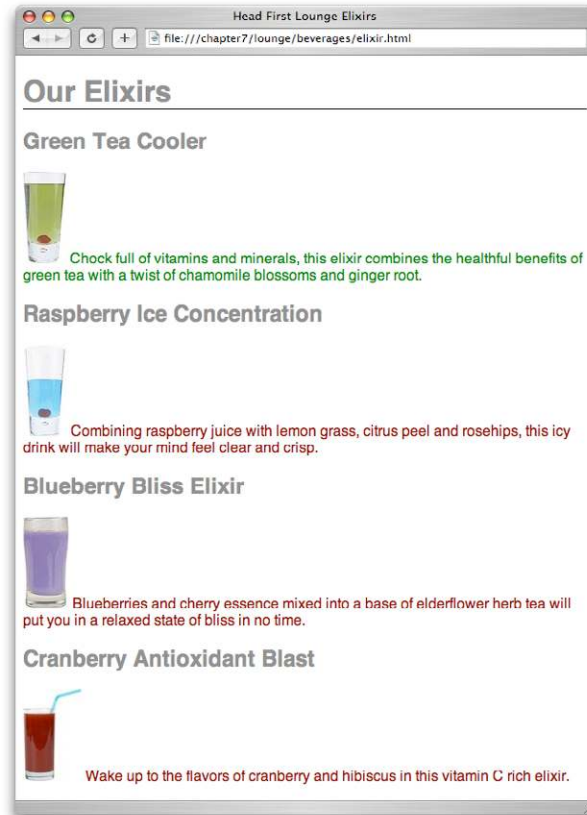 Head First Lounge Elixirs
file:///chapter7/lounge/beverages/elixir.html
Our Elixirs
Green Tea Cooler
Chock full of vitamins and minerals, this elixir combines the healthful benefits of
green tea with a twist of chamomile blossoms and ginger root.
Raspberry Ice Concentration
Combining raspberry juice with lemon grass, citrus peel and rosehips, this icy
drink will make your mind feel clear and crisp.
Blueberry Bliss Elixir
Blueberries and cherry essence mixed into a base of elderflower herb tea will
put you in a relaxed state of bliss in no time.
Cranberry Antioxidant Blast
Wake up to the flavors of cranberry and hibiscus in this vitamin C rich elixir.